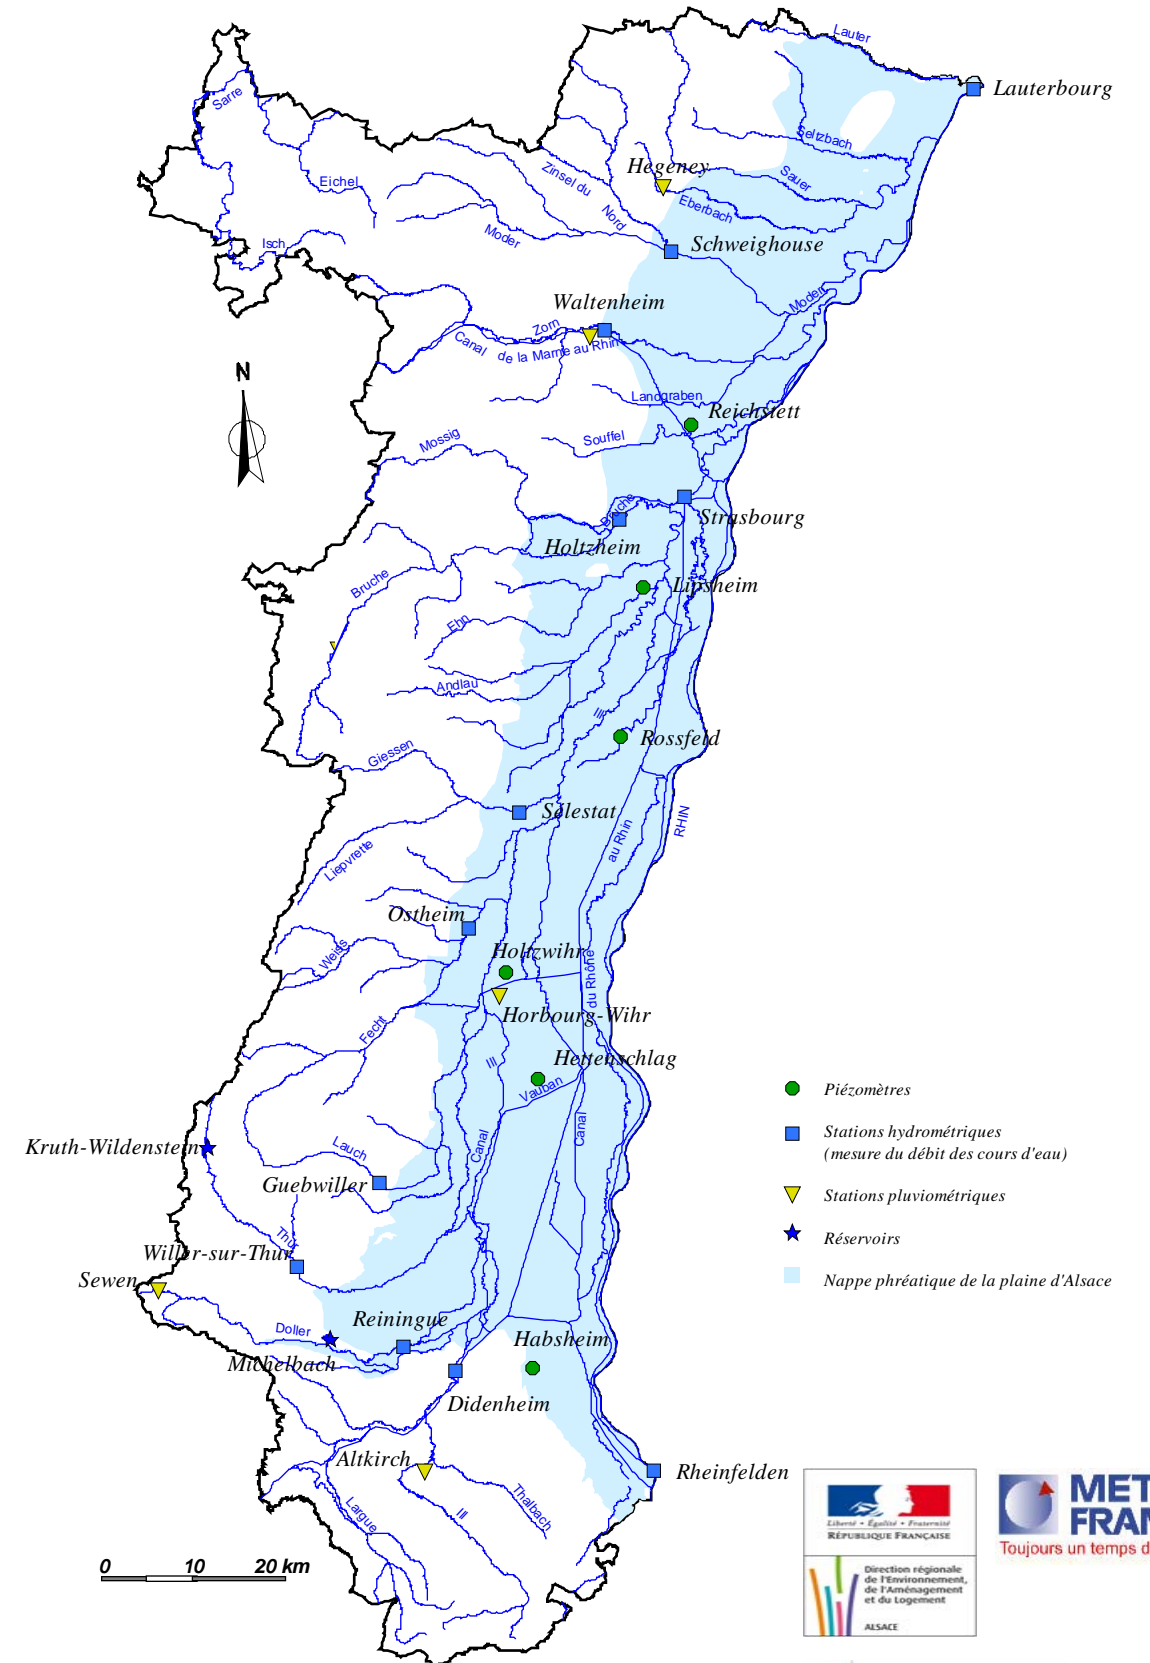 Lauter
Lauterbourg
Sarre
Seltzbach
Hegeney
Zinsel du
Nord
Sauer
Eichel
Eberbach
Moder
Isch
Schweighouse
Waltenheim
Moder
Zorn
Canal de la Marne au Rhin
N
Landgraben
Reichstett
Mossig
Souffel
Bruche
Strasbourg
Holtzheim
Bruche
Lipsheim
Ehn
Andlau
Ill
Rossfeld
Giessen
Sélestat
RHIN
au Rhin
Liepvrette
Ostheim
Weiss
Holtzwihr
du Rhône
Horbourg-Wihr
Fecht
Ill
Hettenschlag
Vauban
Piézomètres
Canal
Canal
Stations hydrométriques
(mesure du débit des cours d'eau)
Kruth-Wildenstein
Lauch
Guebwiller
Stations pluviométriques
Thur
Réservoirs
Willer-sur-Thur
Sewen
Nappe phréatique de la plaine d'Alsace
Reiningue
Doller
Habsheim
Michelbach
Didenheim
Altkirch
Rheinfelden
Largue
Ill
Thalbach
0 10 20 km
Liberté • Égalité • Fraternité
RÉPUBLIQUE FRANÇAISE
METE
FRAN
Toujours un temps d
Direction régionale
de l'Environnement,
de l'Aménagement
et du Logement
ALSACE